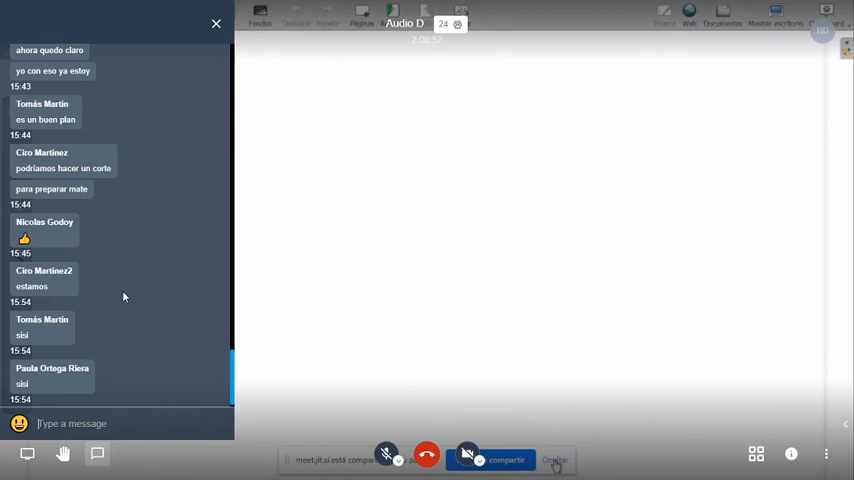 Fondos
Deshacer
Páginas
Audio D
24
2:08:57
Pizarra
Web
Documentos
Mostrar escritorio
HD
ahora quedo claro
yo con eso ya estoy
15:43
Tomás Martín
es un buen plan
15:44
Ciro Martínez
podríamos hacer un corte
para preparar mate
15:44
Nicolas Godoy
👍
15:45
Ciro Martinez2
estamos
15:54
Tomás Martín
sisi
15:54
Paula Ortega Riera
sisi
15:54
Type a message
meet.jit.si está
compartir